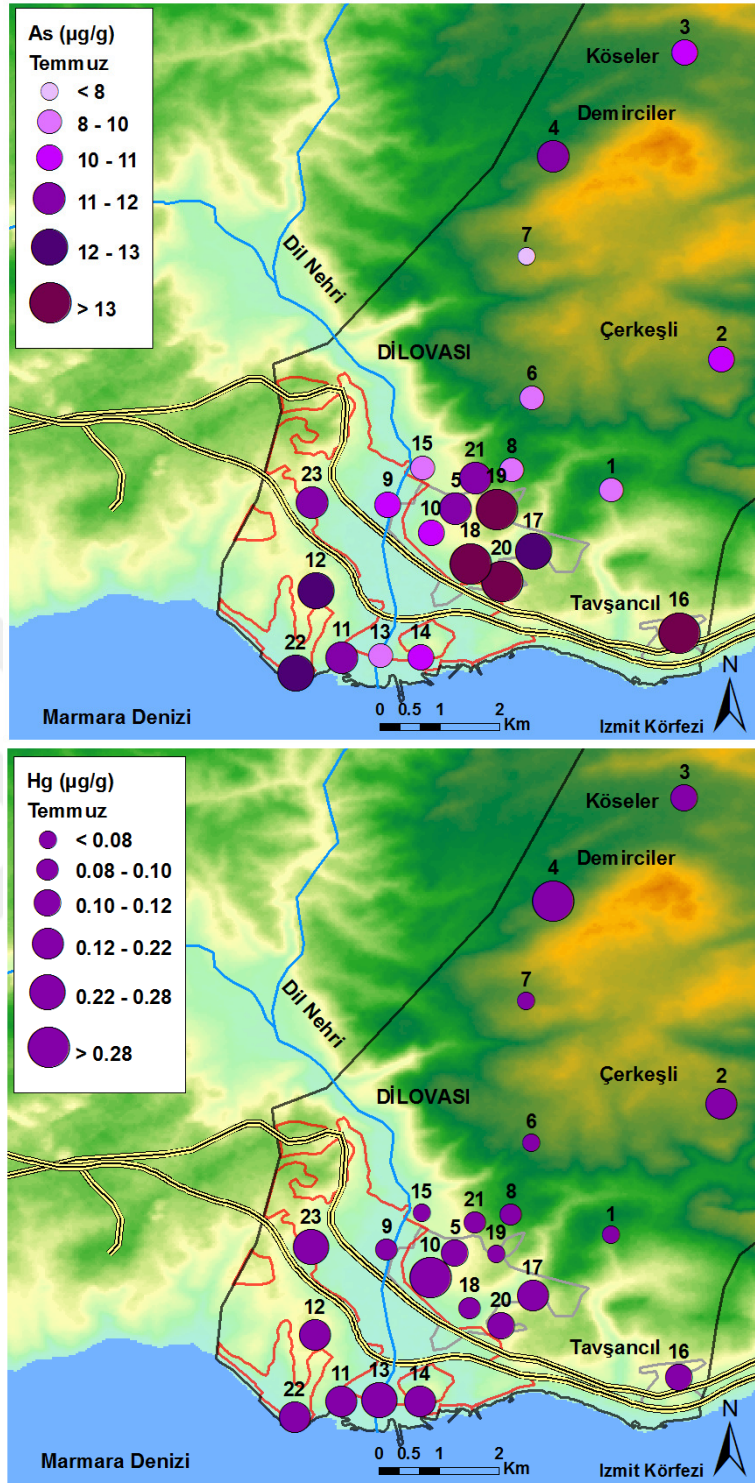 As (µg/g)
Temmuz
< 8
8 - 10
10 - 11
11 - 12
12 - 13
> 13
3
Köseler
Demirciler
4
7
Dil Nehri
Çerkeşli
2
DİLOVASI
6
15
21
8
1
23
9
5
19
10
17
18
20
12
Tavşancıl
16
11
13
14
22
N
0 0.5 1 2
Km
Marmara Denizi
Izmit Körfezi
Hg (µg/g)
Temmuz
< 0.08
0.08 - 0.10
0.10 - 0.12
0.12 - 0.22
0.22 - 0.28
> 0.28
3
Köseler
Demirciler
4
7
Dil Nehri
Çerkeşli
2
DİLOVASI
6
15
21
8
1
23
9
5
19
10
17
18
20
12
Tavşancıl
16
11
13
14
22
N
0 0.5 1 2
Km
Marmara Denizi
Izmit Körfezi